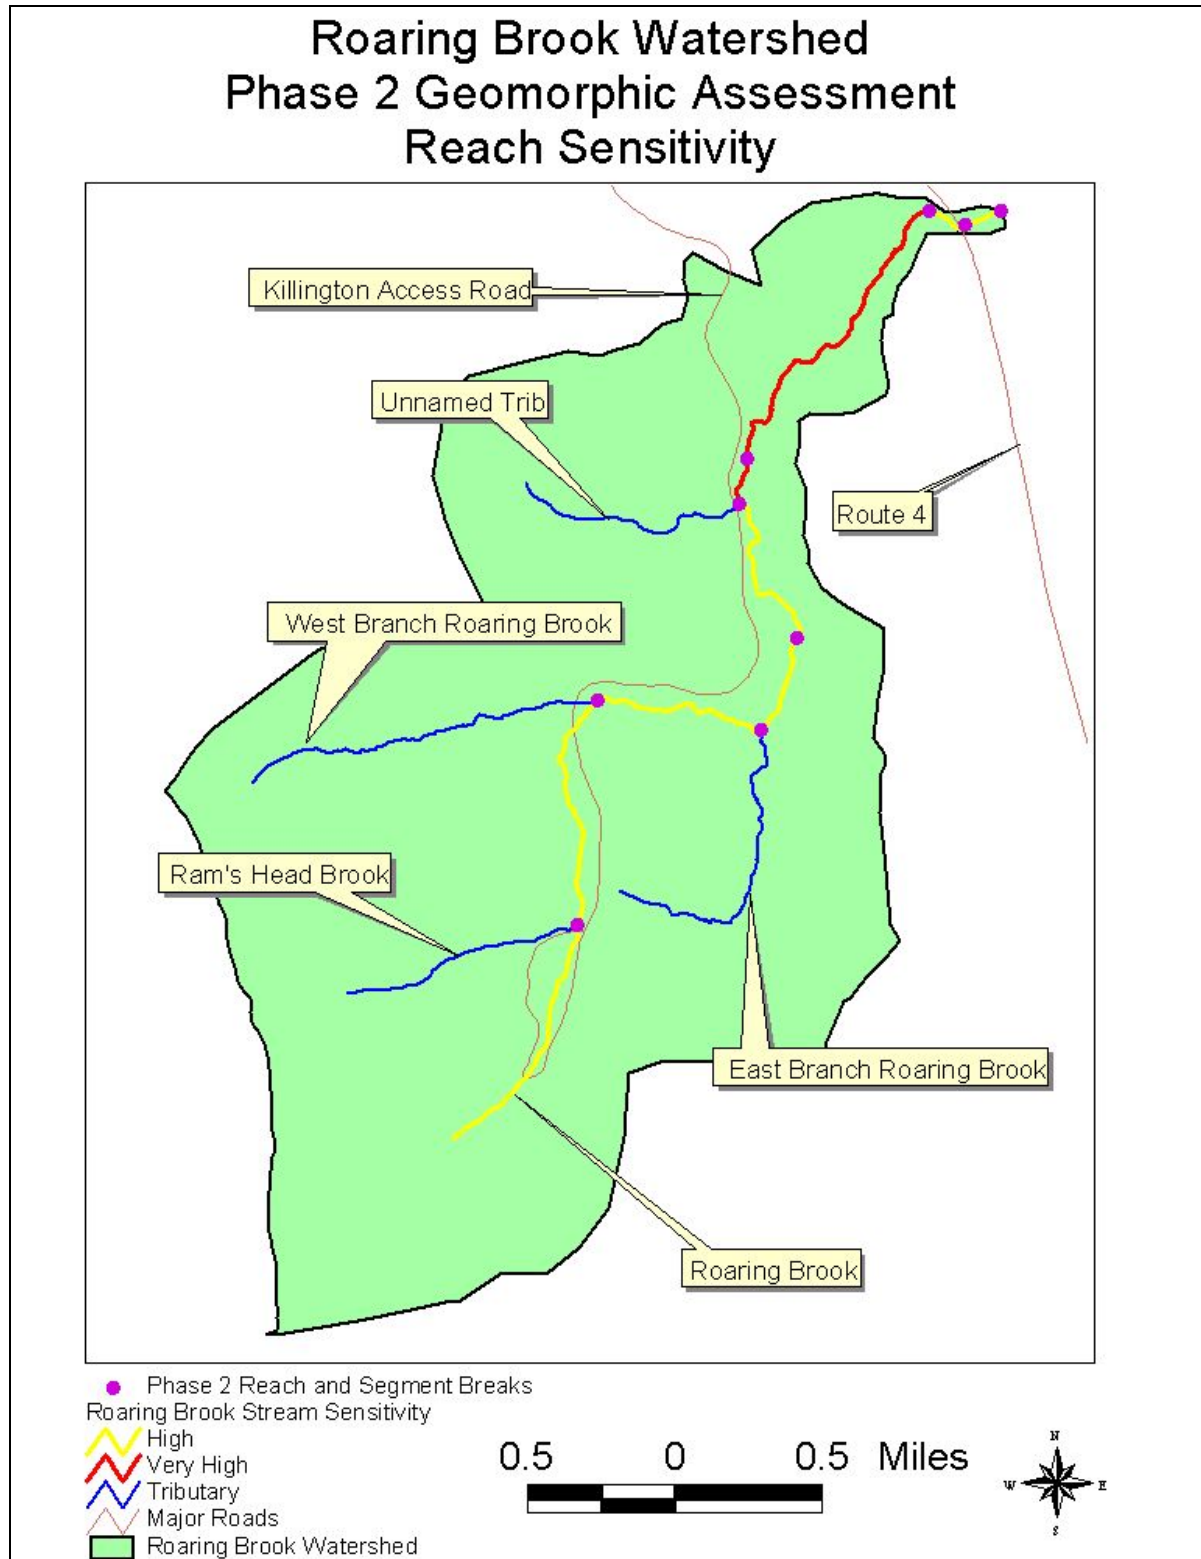 Roaring Brook Watershed
Phase 2 Geomorphic Assessment
Reach Sensitivity
Killington Access Road
Unnamed Trib
Route 4
West Branch Roaring Brook
Ram's Head Brook
East Branch Roaring Brook
Roaring Brook
Phase 2 Reach and Segment Breaks
Roaring Brook Stream Sensitivity
High
Very High
Tributary
Major Roads
Roaring Brook Watershed
0.5 0 0.5 Miles
N
W E
S